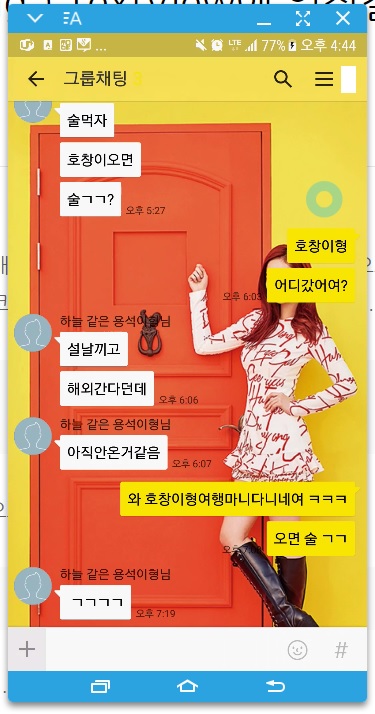 ΞA
LTE 77% 오후 4:44
그룹채팅 3
술먹자
호창이오면
술ㄱㄱ?
오후 5:27
호창이형
오후 6:03
어디갔어여?
하늘 같은 용석이형님
설날끼고
해외간다던데
오후 6:06
하늘 같은 용석이형님
아직안온거같음
오후 6:07
와 호창이형여행마니다니네여 ㅋㅋㅋ
오면 술 ㄱㄱ
하늘 같은 용석이형님
ㄱㄱㄱㄱ
오후 7:19
#